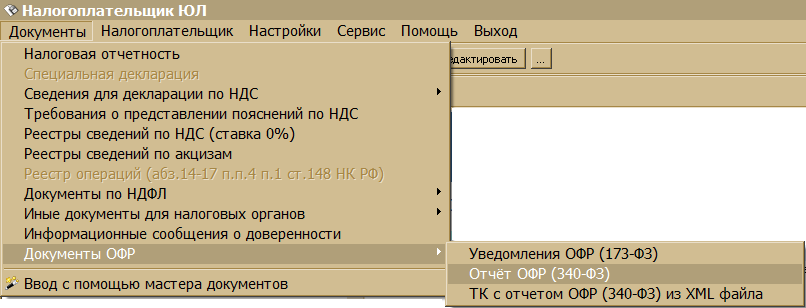 Налогоплательщик ЮЛ
Документы Налогоплательщик Настройки Сервис Помощь Выход
Налоговая отчетность
Специальная декларация
Сведения для декларации по НДС
Требования о представлении пояснений по НДС
Реестры сведений по НДС (ставка 0%)
Реестры сведений по акцизам
Реестр операций (абз.14-17 п.п.4 п.1 ст.148 НК РФ)
Документы по НДФЛ
Иные документы для налоговых органов
Информационные сообщения о доверенности
Документы ОФР
Ввод с помощью мастера документов
едактировать ...
Уведомления ОФР (173-ФЗ)
Отчёт ОФР (340-ФЗ)
ТК с отчетом ОФР (340-ФЗ) из XML файла